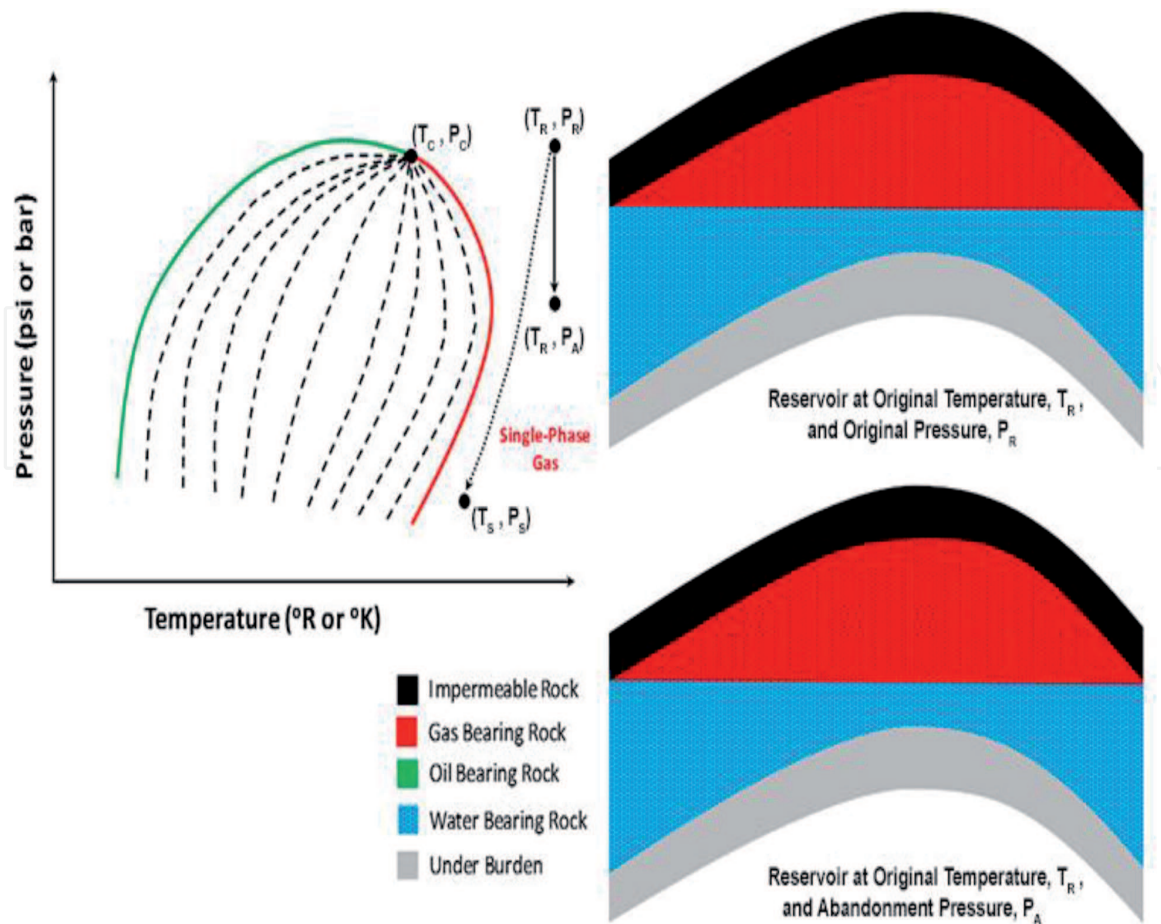 Pressure (psi or bar)
(T_C , P_C)
(T_R , P_R)
(T_R , P_A)
Single-Phase
Gas
(T_S , P_S)
Temperature (ºR or ºK)
Impermeable Rock
Gas Bearing Rock
Oil Bearing Rock
Water Bearing Rock
Under Burden
Reservoir at Original Temperature, T_R ,
and Original Pressure, P_R
Reservoir at Original Temperature, T_R ,
and Abandonment Pressure, P_A